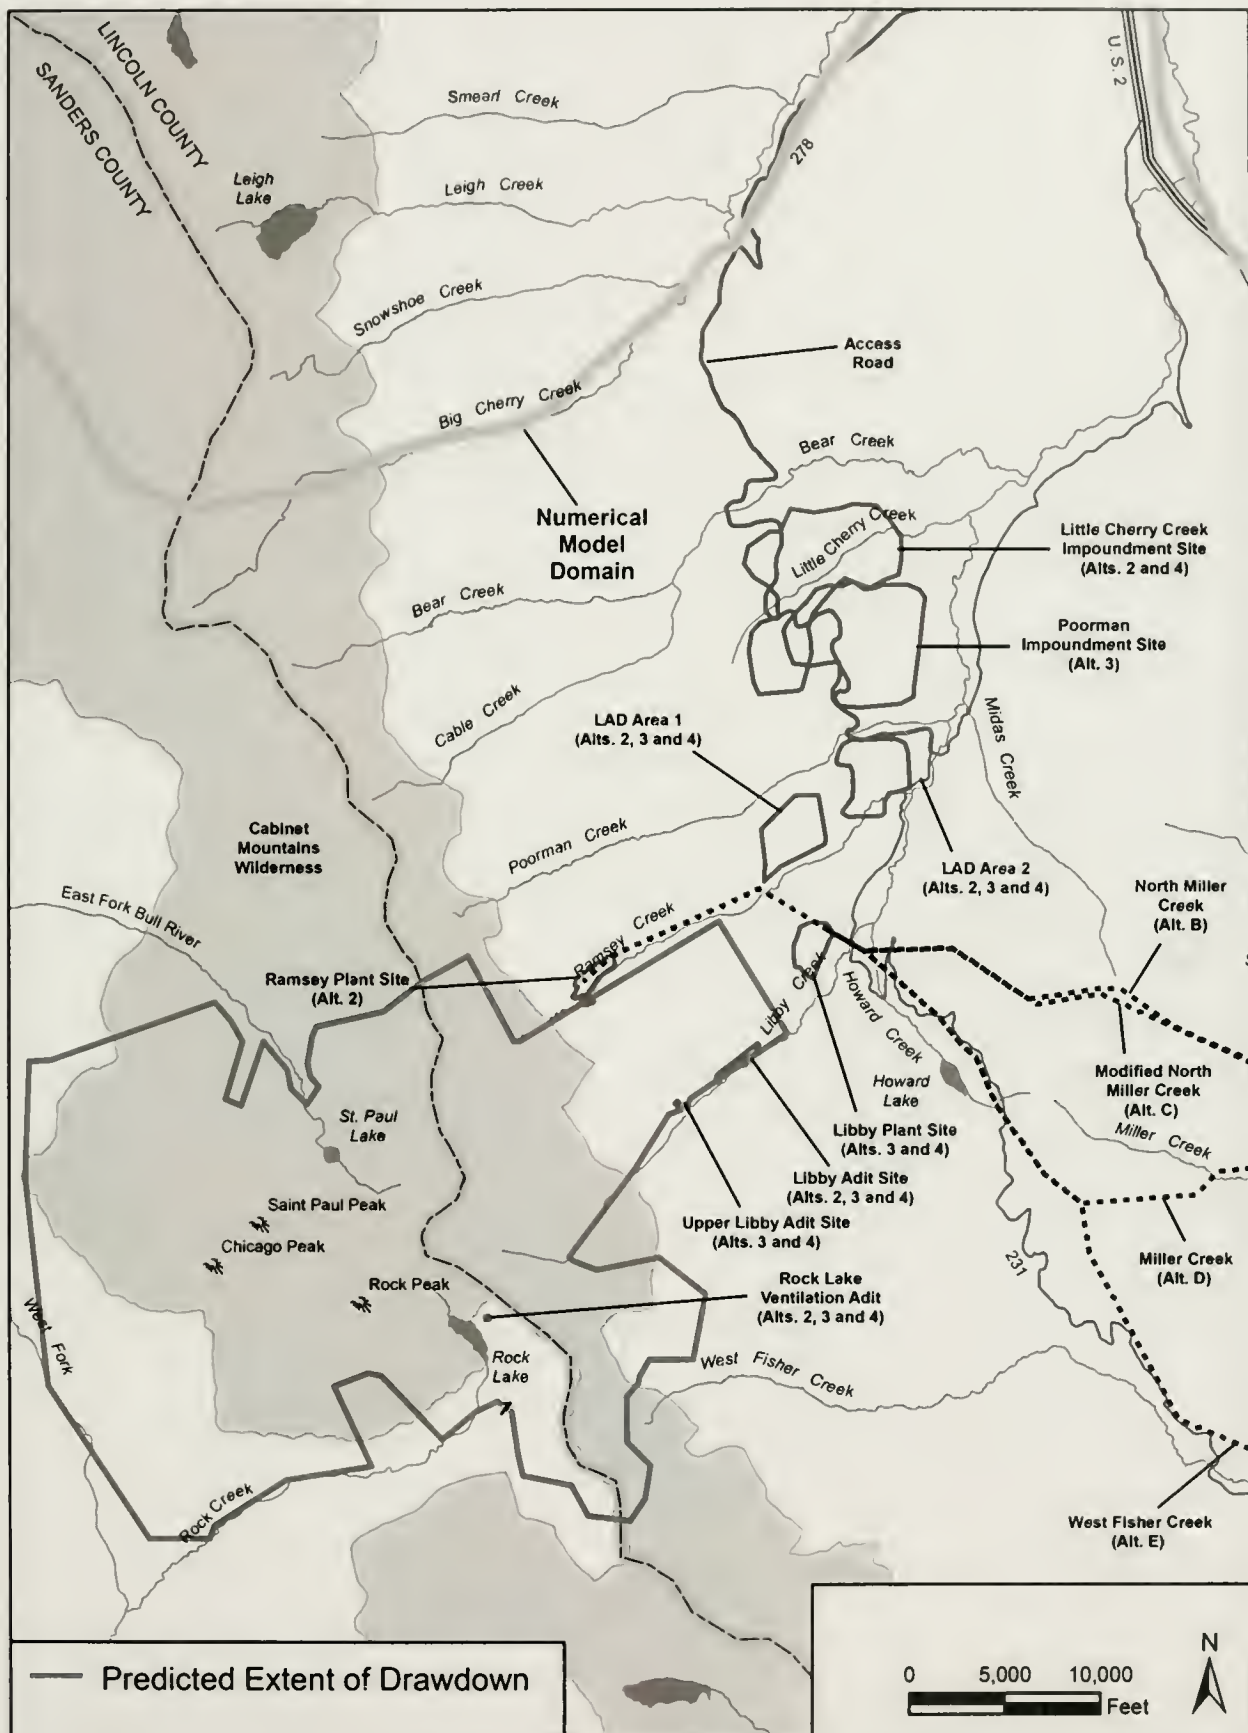 LINCOLN COUNTY
SANDERS COUNTY
U.S.2
Smearl Creek
278
Leigh
Lake
Leigh Creek
Snowshoe Creek
Access
Road
Big Cherry Creek
Bear Creek
Numerical
Model
Domain
Little Cherry Creek
Little Cherry Creek
Impoundment Site
(Alts. 2 and 4)
Bear Creek
Poorman
Impoundment Site
(Alt. 3)
Cable Creek
LAD Area 1
(Alts. 2, 3 and 4)
Midas Creek
Cabinet
Mountains
Wilderness
Poorman Creek
LAD Area 2
(Alts. 2, 3 and 4)
North Miller
Creek
(Alt. B)
East Fork Bull River
Ramsey Creek
Ramsey Plant Site
(Alt. 2)
Libby Creek
Howard Creek
Howard
Lake
Modified North
Miller Creek
(Alt. C)
St. Paul
Lake
Libby Plant Site
(Alts. 3 and 4)
Miller Creek
Libby Adit Site
(Alts. 2, 3 and 4)
Saint Paul Peak
Upper Libby Adit Site
(Alts. 3 and 4)
Chicago Peak
231
Miller Creek
(Alt. D)
Rock Peak
Rock Lake
Ventilation Adit
(Alts. 2, 3 and 4)
West Fork
Rock
Lake
West Fisher Creek
Rock Creek
West Fisher Creek
(Alt. E)
Predicted Extent of Drawdown
N
0 5,000 10,000
Feet